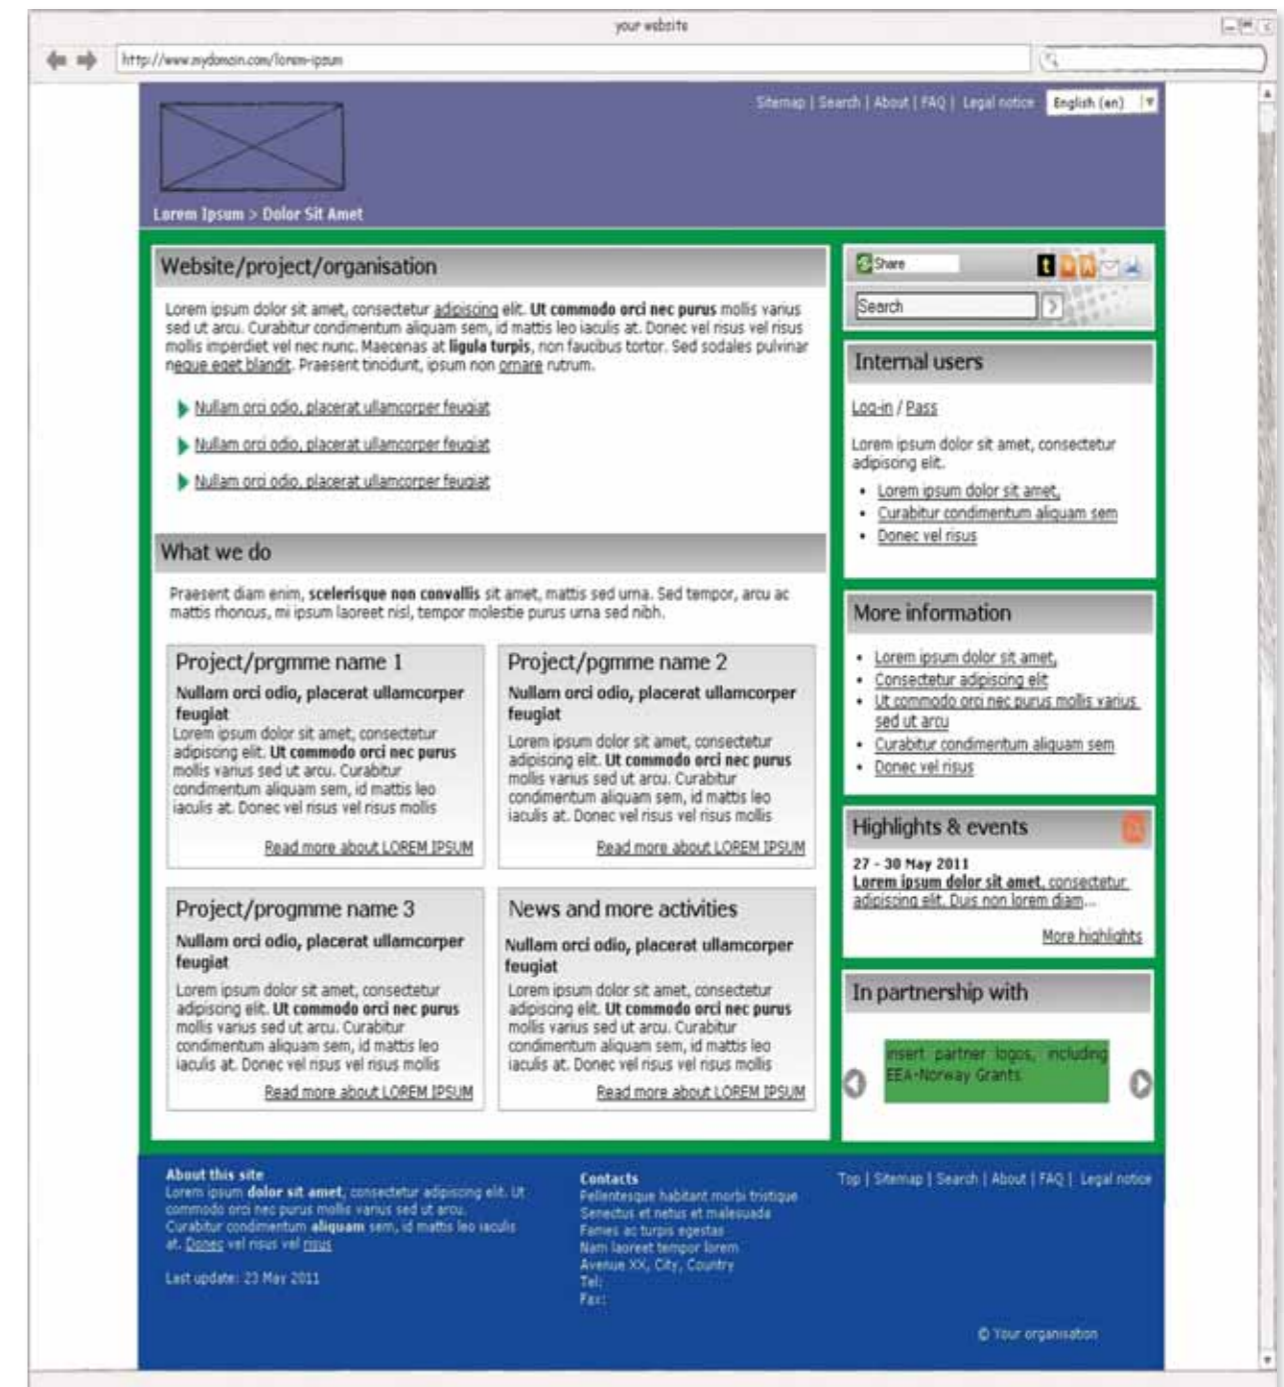 your website
http://www.mydomain.com/lorem-ipsum
Sitemap | Search | About | FAQ | Legal notice English (en)
Lorem Ipsum > Dolor Sit Amet
Website/project/organisation
Lorem ipsum dolor sit amet, consectetur adipiscing elit. Ut commodo orci nec purus mollis varius
sed ut arcu. Curabitur condimentum aliquam sem, id mattis leo iaculis at. Donec vel risus vel risus
mollis imperdiet vel nec nunc. Maecenas at ligula turpis, non faucibus tortor. Sed sodales pulvinar
neque eget blandit. Praesent tincidunt, ipsum non ornare rutrum.
Nullam orci odio, placerat ullamcorper feugiat
Nullam orci odio, placerat ullamcorper feugiat
Nullam orci odio, placerat ullamcorper feugiat
What we do
Praesent diam enim, scelerisque non convallis sit amet, mattis sed urna. Sed tempor, arcu ac
mattis rhoncus, mi ipsum laoreet nisl, tempor molestie purus urna sed nibh.
Project/prgmme name 1
Nullam orci odio, placerat ullamcorper
feugiat
Lorem ipsum dolor sit amet, consectetur
adipiscing elit. Ut commodo orci nec purus
mollis varius sed ut arcu. Curabitur
condimentum aliquam sem, id mattis leo
iaculis at. Donec vel risus vel risus mollis
Read more about LOREM IPSUM
Project/pgmme name 2
Nullam orci odio, placerat ullamcorper
feugiat
Lorem ipsum dolor sit amet, consectetur
adipiscing elit. Ut commodo orci nec purus
mollis varius sed ut arcu. Curabitur
condimentum aliquam sem, id mattis leo
iaculis at. Donec vel risus vel risus mollis
Read more about LOREM IPSUM
Project/progmme name 3
Nullam orci odio, placerat ullamcorper
feugiat
Lorem ipsum dolor sit amet, consectetur
adipiscing elit. Ut commodo orci nec purus
mollis varius sed ut arcu. Curabitur
condimentum aliquam sem, id mattis leo
iaculis at. Donec vel risus vel risus mollis
Read more about LOREM IPSUM
News and more activities
Nullam orci odio, placerat ullamcorper
feugiat
Lorem ipsum dolor sit amet, consectetur
adipiscing elit. Ut commodo orci nec purus
mollis varius sed ut arcu. Curabitur
condimentum aliquam sem, id mattis leo
iaculis at. Donec vel risus vel risus mollis
Read more about LOREM IPSUM
Share t
Search
Internal users
Log-in / Pass
Lorem ipsum dolor sit amet, consectetur
adipiscing elit.
• Lorem ipsum dolor sit amet,
• Curabitur condimentum aliquam sem
• Donec vel risus
More information
• Lorem ipsum dolor sit amet,
• Consectetur adipiscing elit
• Ut commodo orci nec purus mollis varius
sed ut arcu
• Curabitur condimentum aliquam sem
• Donec vel risus
Highlights & events
27 - 30 May 2011
Lorem ipsum dolor sit amet, consectetur
adipiscing elit. Duis non lorem diam...
More highlights
In partnership with
insert partner logos, including
EEA-Norway Grants
About this site
Lorem ipsum dolor sit amet, consectetur adipiscing elit. Ut
commodo orci nec purus mollis varius sed ut arcu.
Curabitur condimentum aliquam sem, id mattis leo iaculis
at. Donec vel risus vel risus
Last update: 23 May 2011
Contacts
Pellentesque habitant morbi tristique
Senectus et netus et malesuada
Fames ac turpis egestas
Nam laoreet tempor lorem
Avenue XX, City, Country
Tel:
Fax:
Top | Sitemap | Search | About | FAQ | Legal notice
© Your organisation